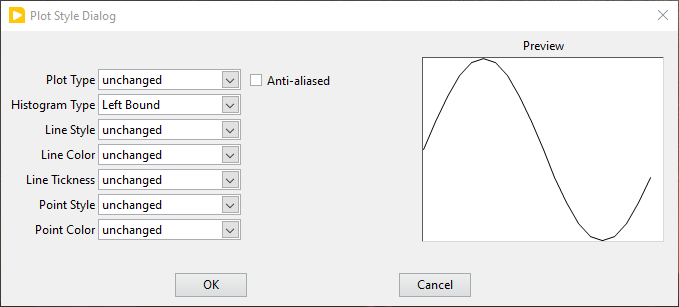 Plot Style Dialog
Preview
Plot Type unchanged Anti-aliased
Histogram Type Left Bound
Line Style unchanged
Line Color unchanged
Line Tickness unchanged
Point Style unchanged
Point Color unchanged
OK Cancel